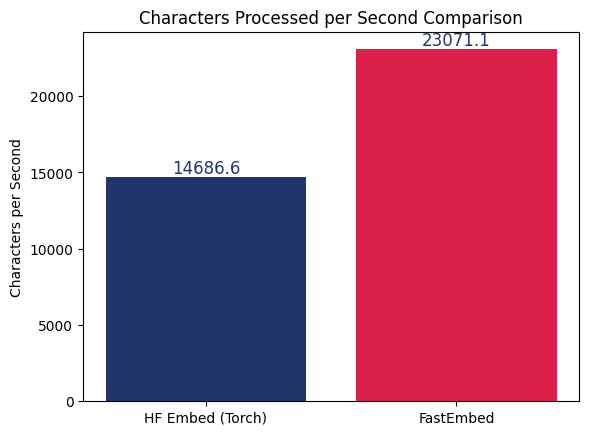 Characters Processed per Second Comparison
23071.1
14686.6
Characters per Second
20000
15000
10000
5000
0
HF Embed (Torch)
FastEmbed